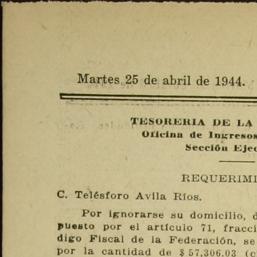 Martes 25 de abril de 1944.
TESORERIA DE LA
Oficina de Ingresos
Sección Ejec
REQUERIMI
C. Telésforo Avila Ríos.
Por ignorarse su domicilio, d
puesto por el artículo 71, fracci
digo Fiscal de la Federación, se
por la cantidad de $57,306.03 (c